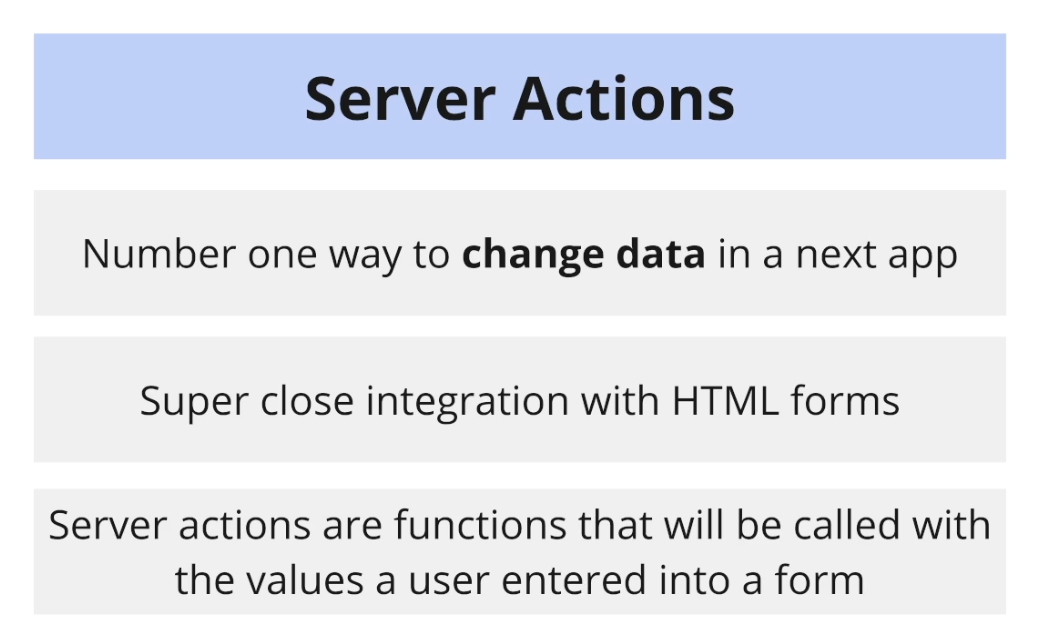 Server Actions
Number one way to change data in a next app
Super close integration with HTML forms
Server actions are functions that will be called with
the values a user entered into a form